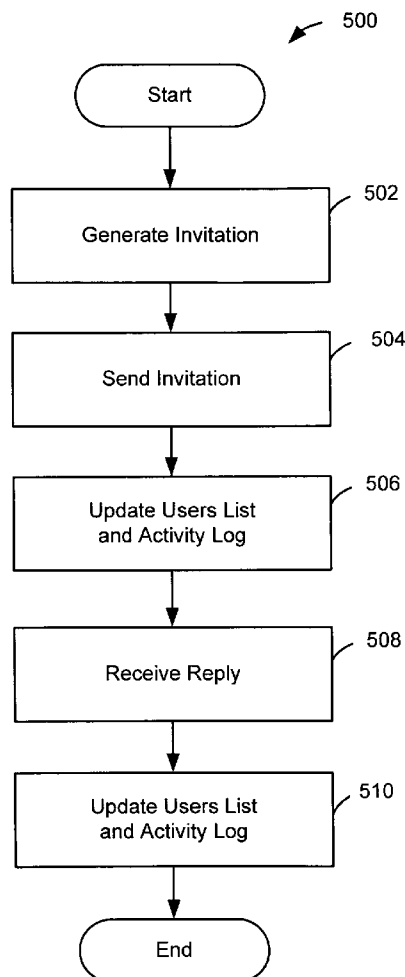 500
Start
502
Generate Invitation
504
Send Invitation
506
Update Users List
and Activity Log
508
Receive Reply
510
Update Users List
and Activity Log
End